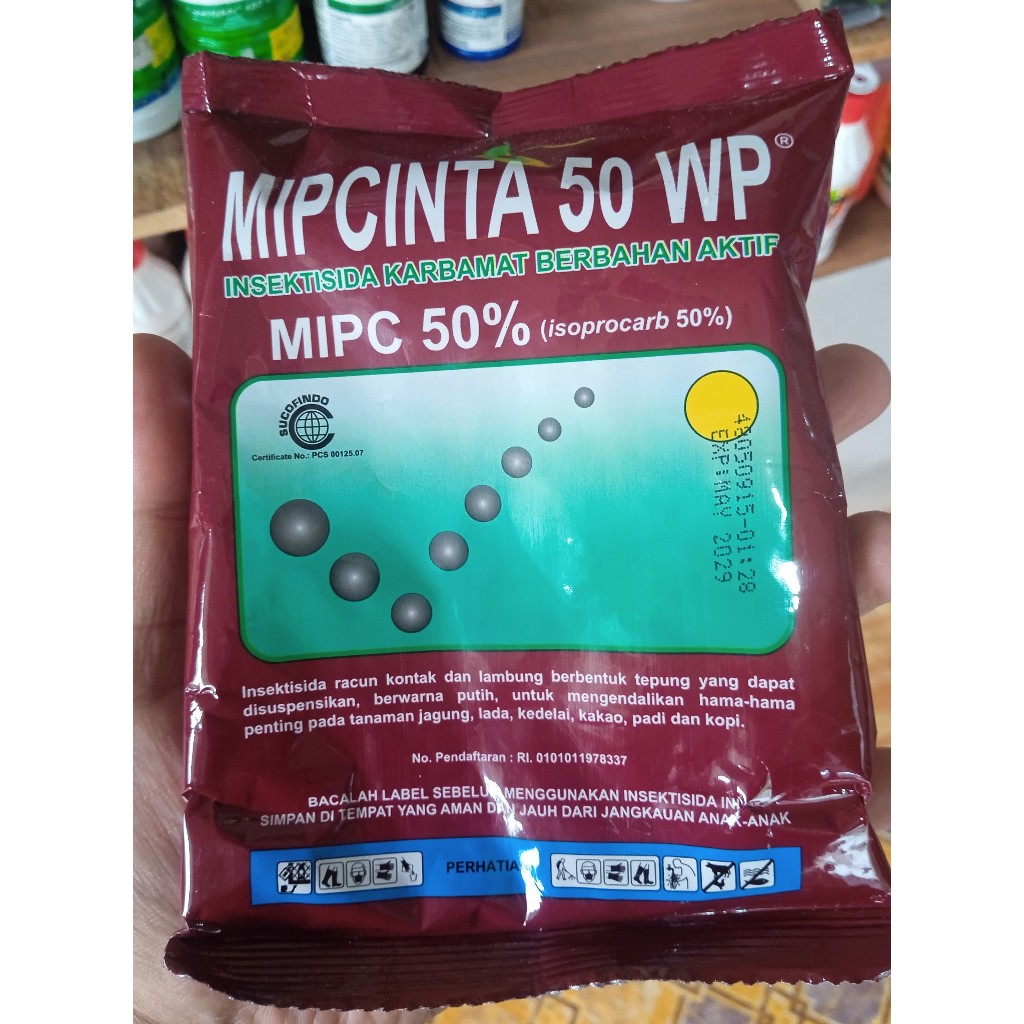 MIPCINTA 50 WP®
INSEKTISIDA KARBAMAT BERBAHAN AKTIF
MIPC 50% (isoprocarb 50%)
SUCOFINDO
Certificate No.: PCS 00125.07
43050915-01:28
EXP:MAY 2029
Insektisida racun kontak dan lambung berbentuk tepung yang dapat
disuspensikan, berwarna putih, untuk mengendalikan hama-hama
penting pada tanaman jagung, lada, kedelai, kakao, padi dan kopi.
No. Pendaftaran : RI. 0101011978337
BACALAH LABEL SEBELUM MENGGUNAKAN INSEKTISIDA
SIMPAN DI TEMPAT YANG AMAN DAN JAUH DARI JANGKAUAN ANAK-ANAK
PERHATIAN